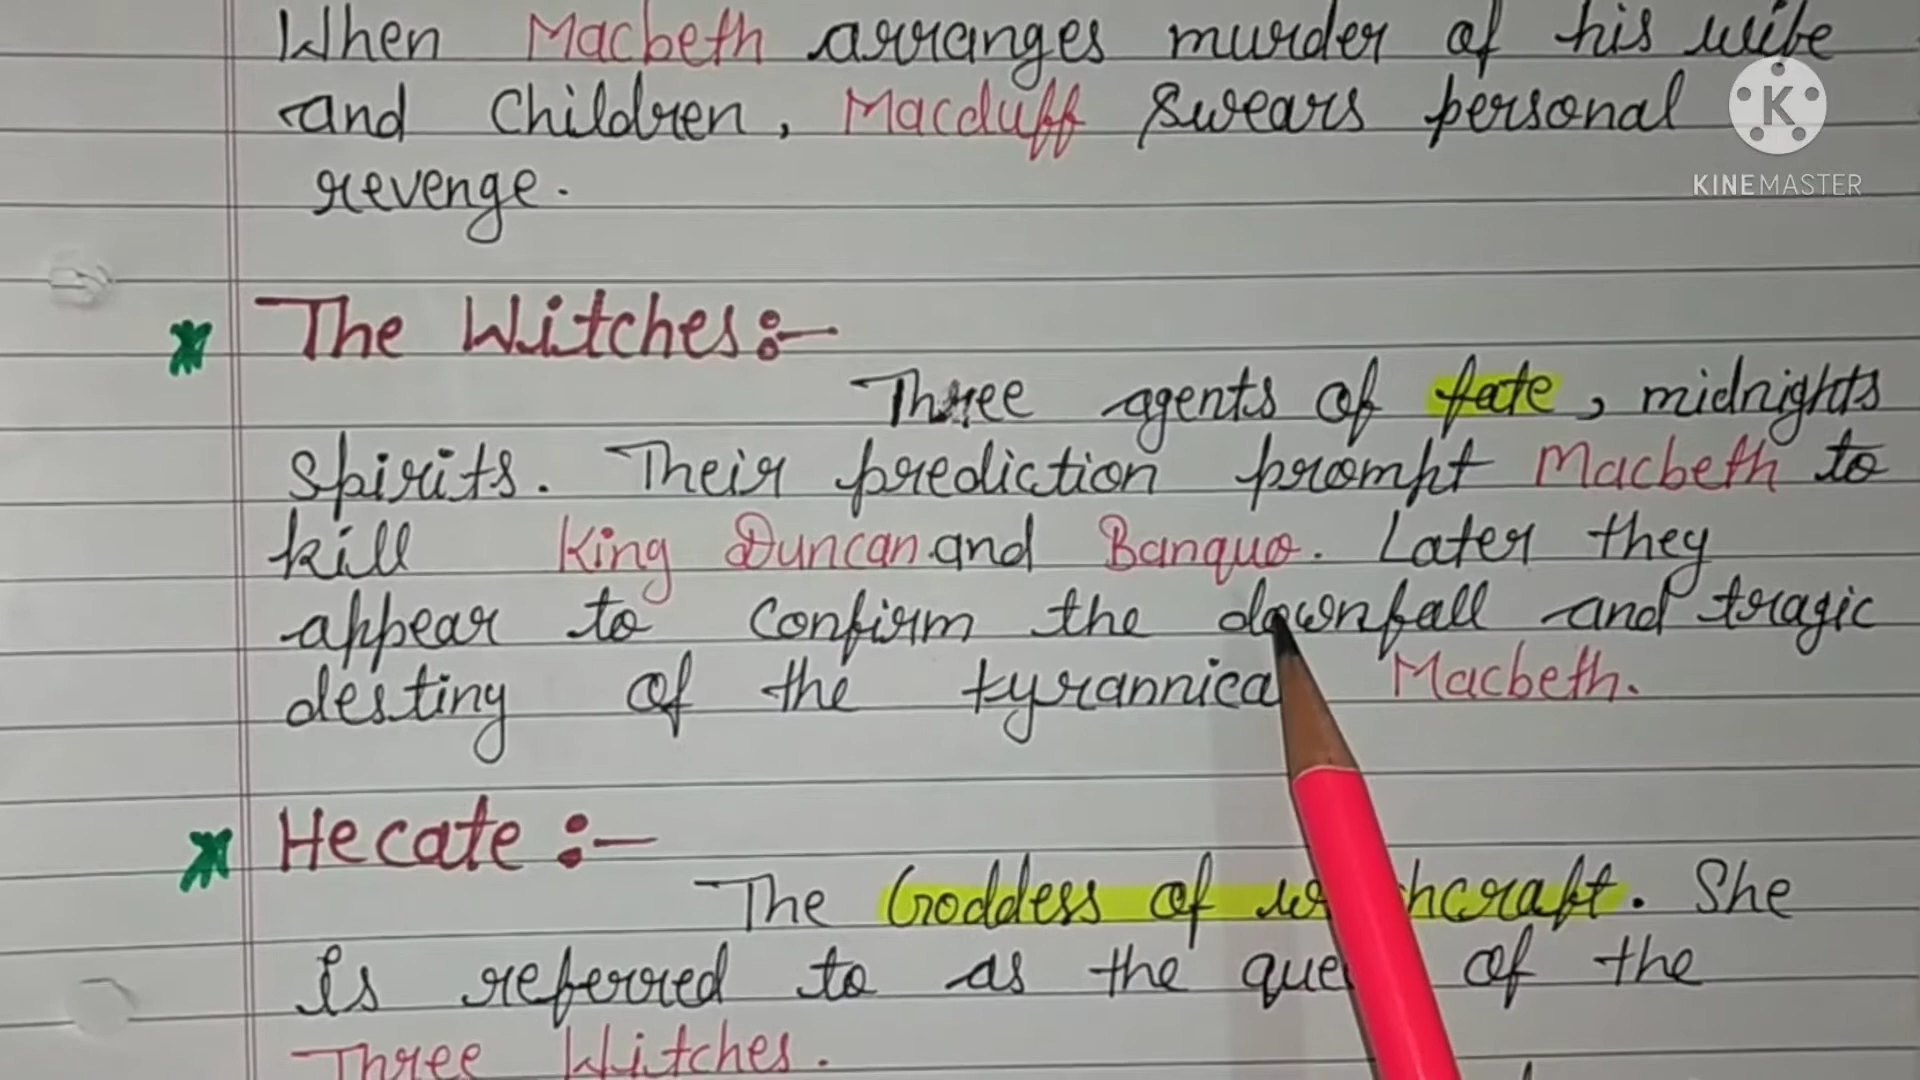 When Macbeth arranges murder of his wife
and children, Macduff swears personal
revenge.
K
KINEMASTER
The Witches:-
Three agents of fate, midnights
spirits. Their prediction prompt Macbeth to
kill King Duncan and Banquo. Later they
appear to confirm the downfall and tragic
destiny of the tyrannica Macbeth.
Hecate :-
The Goddess of witchcraft. She
is referred to as the que of the
Three Witches.